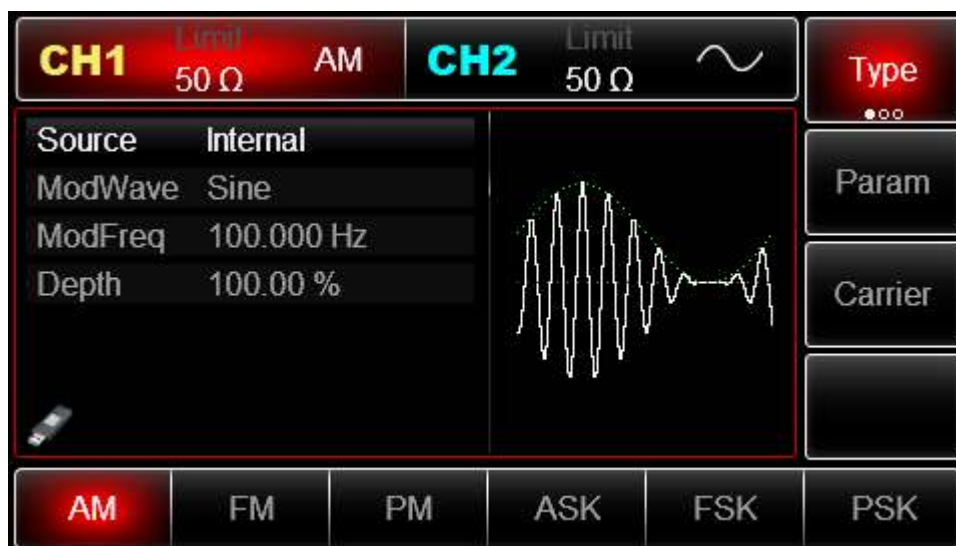 CH1 Limit 50 Ω AM CH2 Limit 50 Ω Type
Source Internal
ModWave Sine
ModFreq 100.000 Hz
Depth 100.00 %
Param
Carrier
AM FM PM ASK FSK PSK